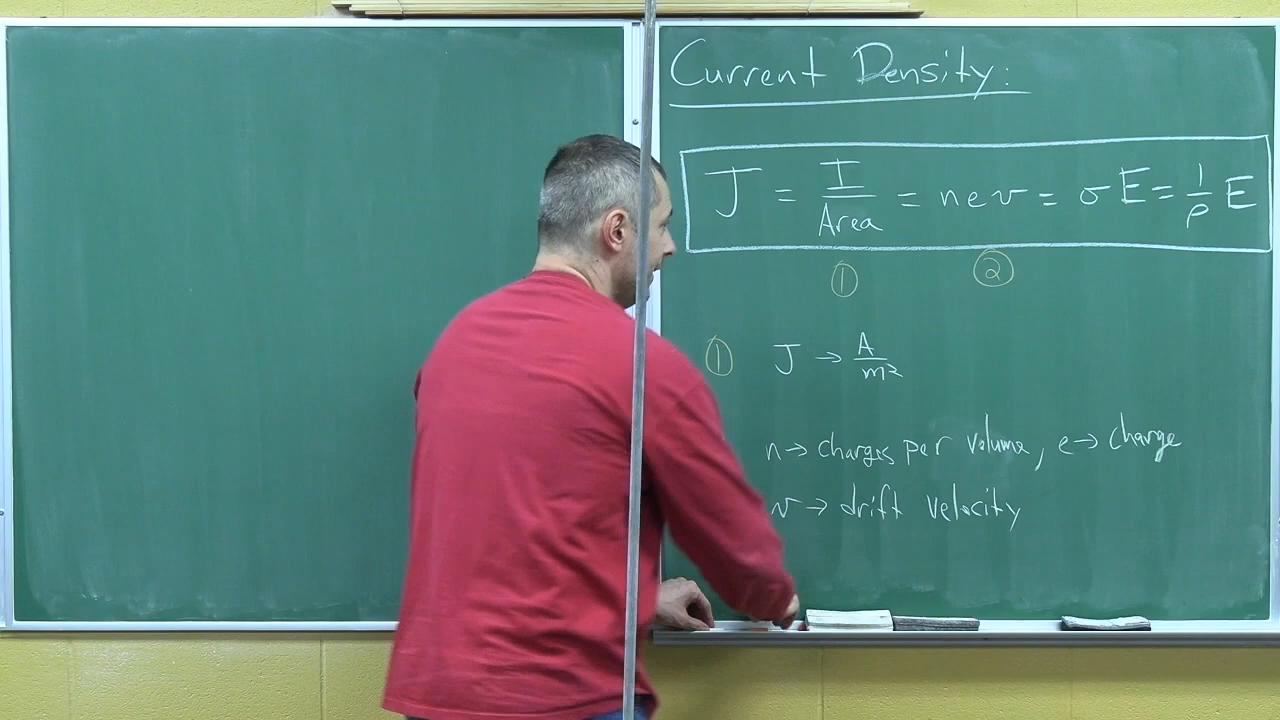 Current Density:
J = I/Area = nev = σE = 1/ρ E
① ②
① J → A/m²
n → charges per volume, e → charge
v → drift velocity